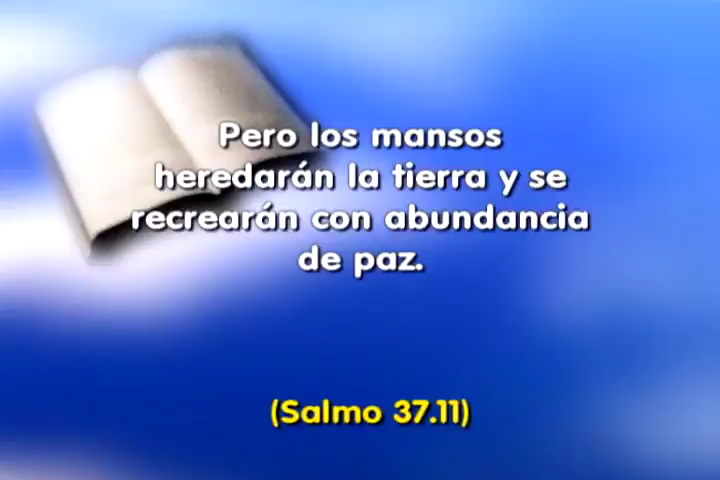 Pero los mansos
heredarán la tierra y se
recrearán con abundancia
de paz.
(Salmo 37.11)